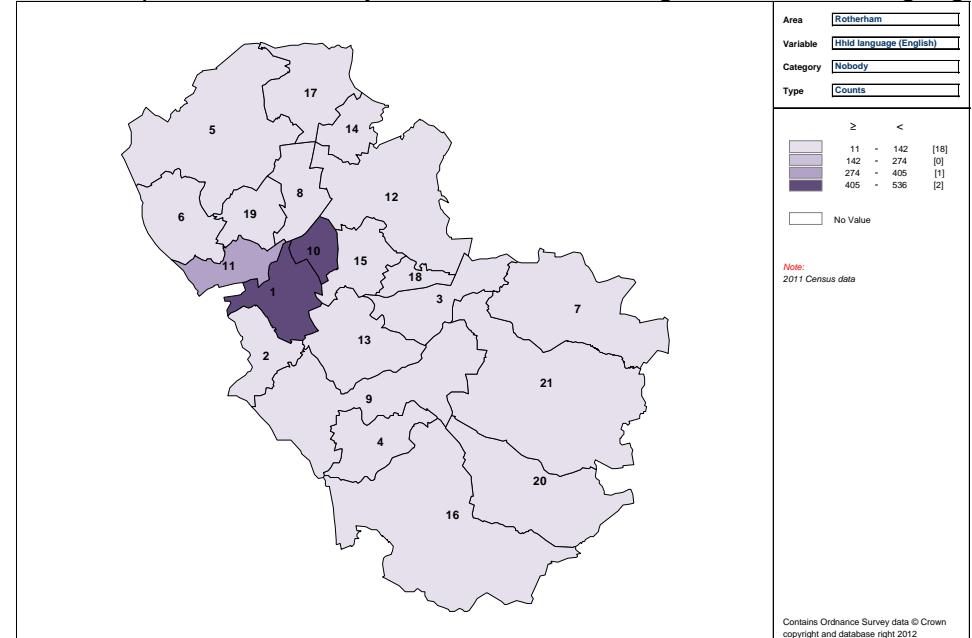 Area Rotherham
Variable Hhld language (English)
Category Nobody
Type Counts
≥ <
11 - 142 [18]
142 - 274 [0]
274 - 405 [1]
405 - 536 [2]
No Value
Note:
2011 Census data
17
5
14
8
12
6
19
10
11
15
18
1
3
7
13
2
21
9
4
20
16
Contains Ordnance Survey data © Crown
copyright and database right 2012